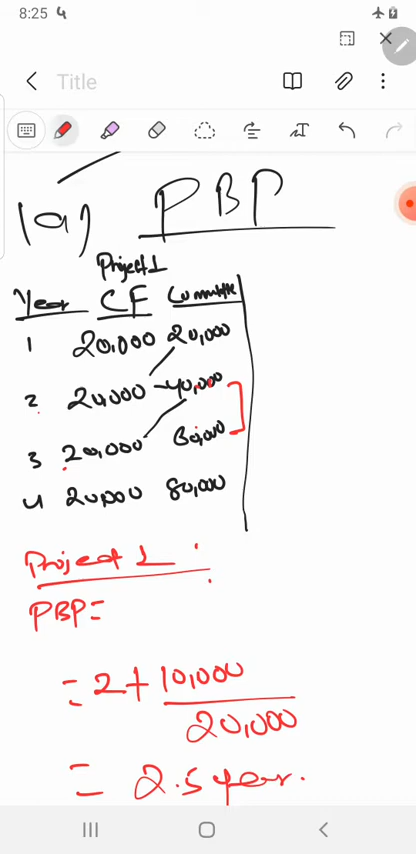 8:25
Title
(a) PBP
Project 1
Year CF Cumultte
1 20,000 20,000
2 20,000 40,000
3 20,000 60,000
4 20,000 80,000
Project 1 :
PBP=
= 2 + 10,000
20,000
= 2.5 year.